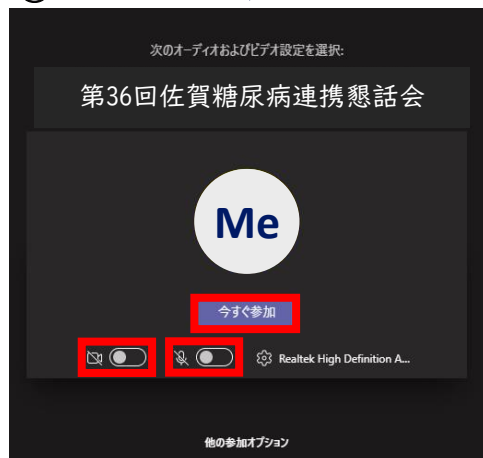 次のオーディオおよびビデオ設定を選択:
第36回佐賀糖尿病連携懇話会
Me
今すぐ参加
Realtek High Definition A...
他の参加オプション